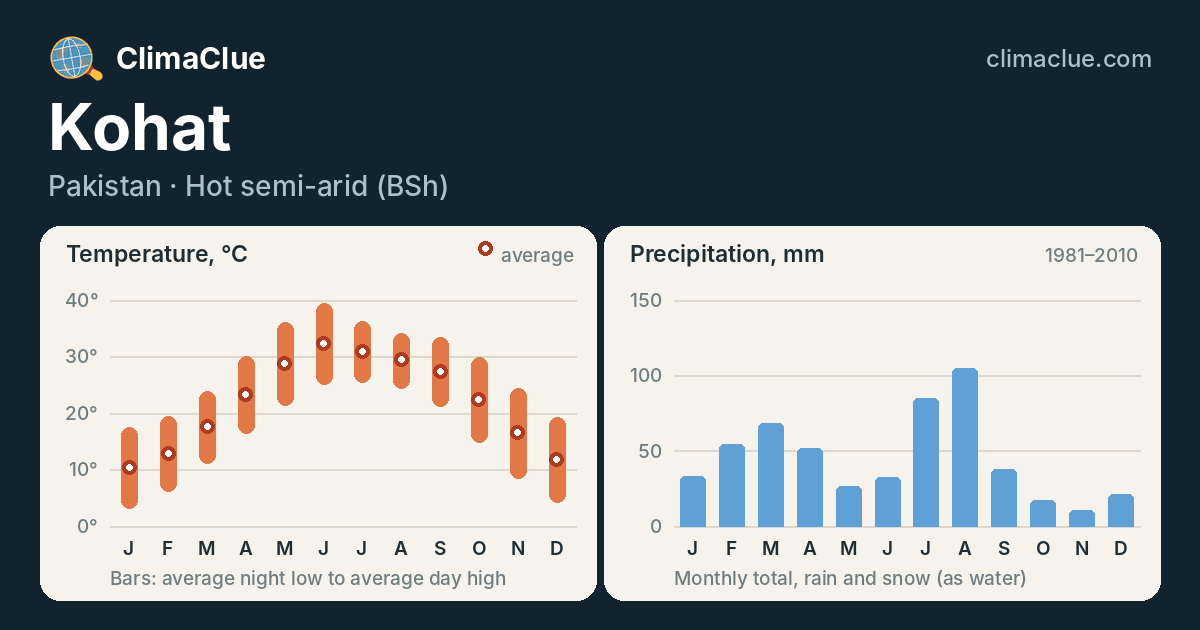 ClimaClue
climaclue.com
Kohat
Pakistan · Hot semi-arid (BSh)
Temperature, °C
average
40°
30°
20°
10°
0°
J F M A M J J A S O N D
Bars: average night low to average day high
Precipitation, mm
1981–2010
150
100
50
0
J F M A M J J A S O N D
Monthly total, rain and snow (as water)